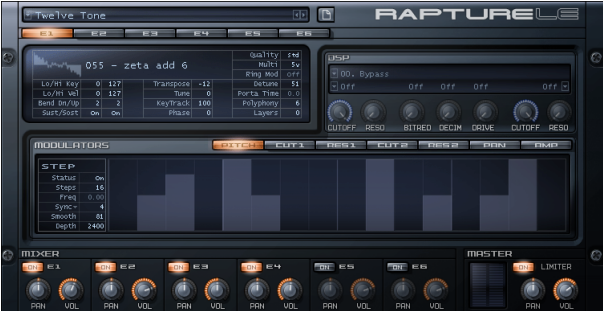 Twelve Tone
RAPTURE LE
E1 E2 E3 E4 E5 E6
055 - zeta add 6
Quality std
Multi 5v
Ring Mod Off
Lo/Hi Key 0 127 Transpose -12 Detune 51
Lo/Hi Vel 0 127 Tune 0 Porta Time 0.0
Bend Dn/Up 2 2 KeyTrack 100 Polyphony 6
Sust/Sost On On Phase 0 Layers 0
DSP
00. Bypass
Off Off Off Off
CUTOFF RESO BITRED DECIM DRIVE CUTOFF RESO
MODULATORS PITCH CUT1 RES1 CUT2 RES2 PAN AMP
STEP
Status On
Steps 16
Freq 0.00
Sync 4
Smooth 81
Depth 2400
MIXER MASTER
ON E1 ON E2 ON E3 ON E4 ON E5 ON E6 ON LIMITER
PAN VOL PAN VOL PAN VOL PAN VOL PAN VOL PAN VOL PAN VOL